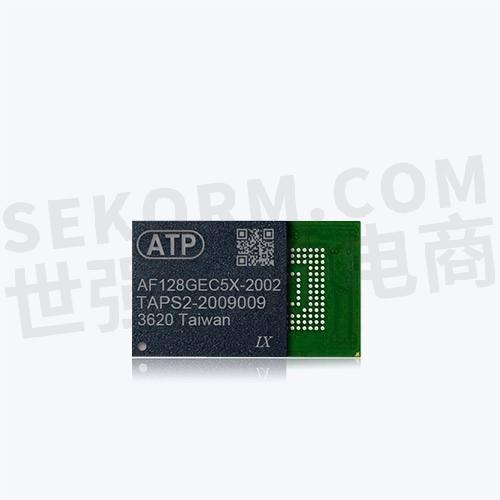 SEKORM.COM
世强 电商
ATP
AF128GEC5X-2002
TAPS2-2009009
3620 Taiwan
IX